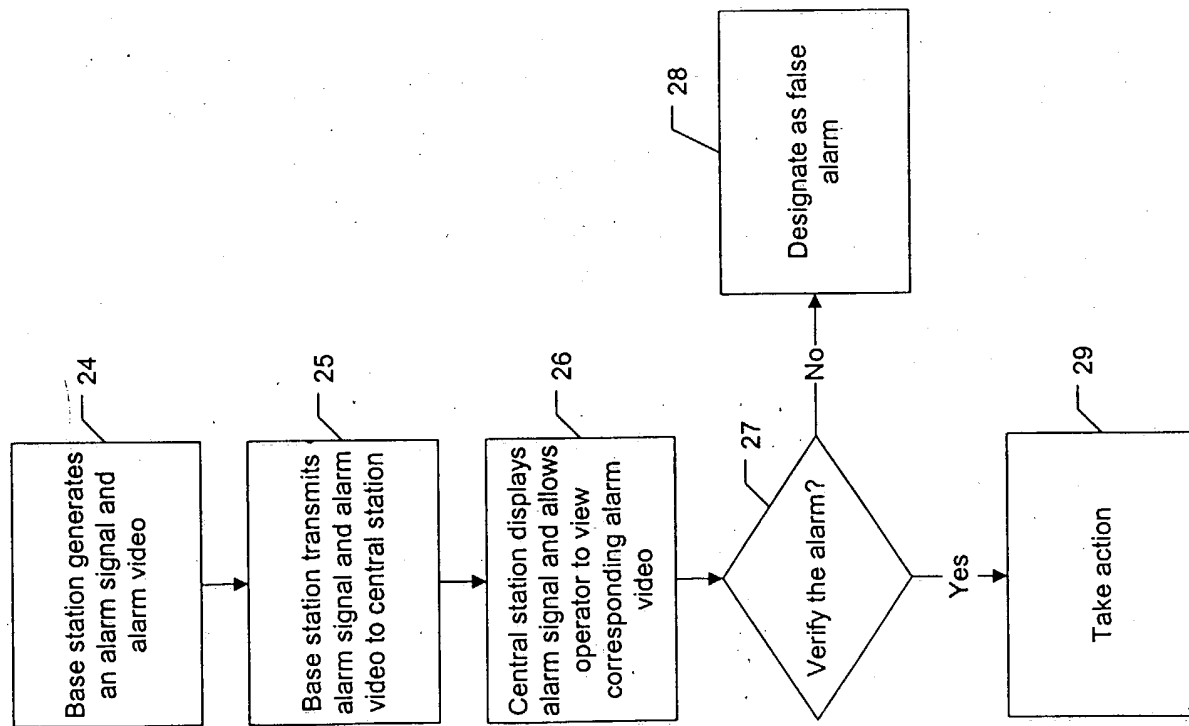 24
Base station generates
an alarm signal and
alarm video
25
Base station transmits
alarm signal and alarm
video to central station
26
Central station displays
alarm signal and allows
operator to view
corresponding alarm
video
27
Verify the alarm?
No
28
Designate as false
alarm
Yes
29
Take action